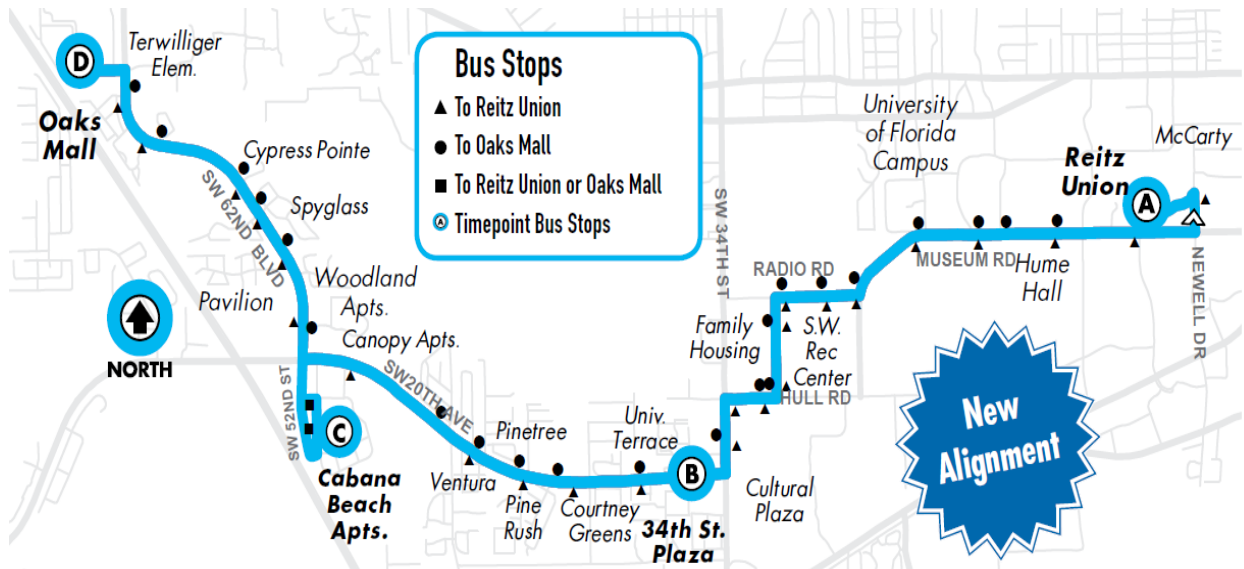 D
Terwilliger
Elem.
Oaks
Mall
Cypress Pointe
SW 62ND BLVD
Spyglass
Woodland
Apts.
Pavilion
Canopy Apts.
NORTH
SW 52ND ST
C
Cabana
Beach
Apts.
SW20TH AVE
Bus Stops
To Reitz Union
To Oaks Mall
To Reitz Union or Oaks Mall
A Timepoint Bus Stops
Ventura
Pinetree
Pine
Rush
Courtney
Greens
Univ.
Terrace
B
34th St.
Plaza
Cultural
Plaza
SW 34TH ST
Family
Housing
HULL RD
RADIO RD
S.W.
Rec
Center
University
of Florida
Campus
MUSEUM RD
Hume
Hall
Reitz
Union
A
McCarty
NEWELL DR
New
Alignment